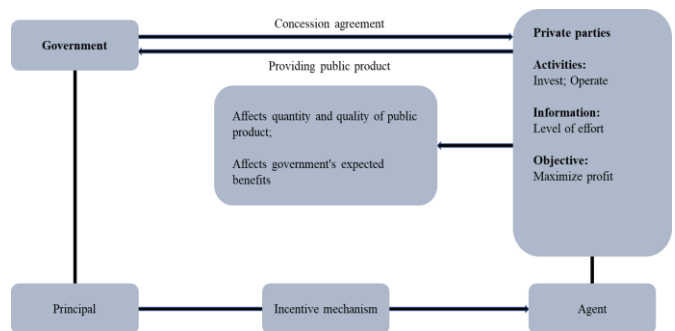 Concession agreement
Government
Providing public product
Private parties
Activities:
Invest; Operate
Information:
Level of effort
Objective:
Maximize profit
Affects quantity and quality of public
product;
Affects government's expected
benefits
Principal
Incentive mechanism
Agent